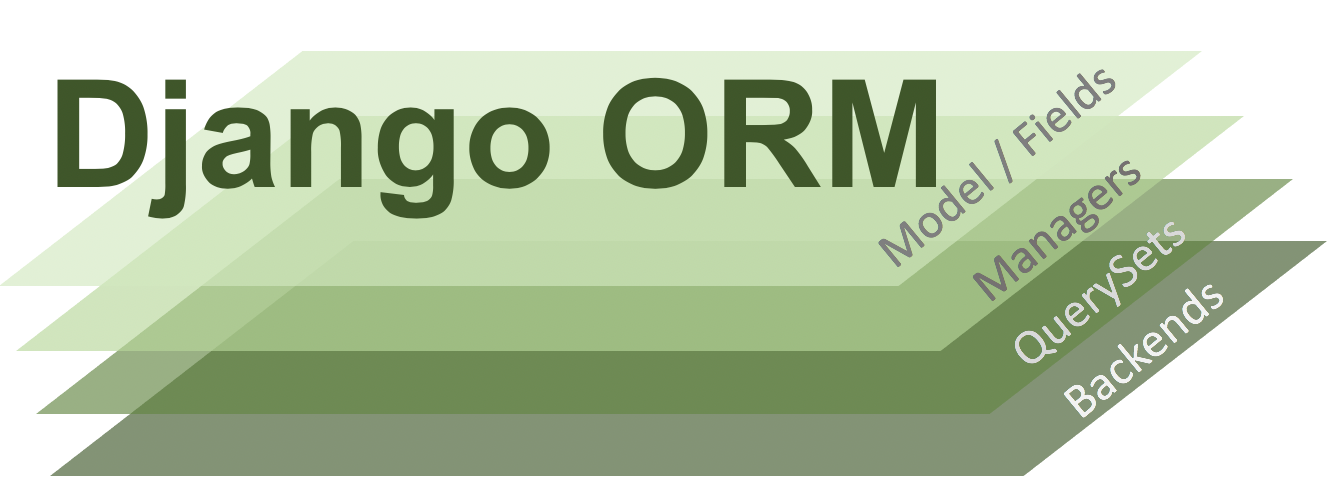 Django ORM
Model / Fields
Managers
QuerySets
Backends